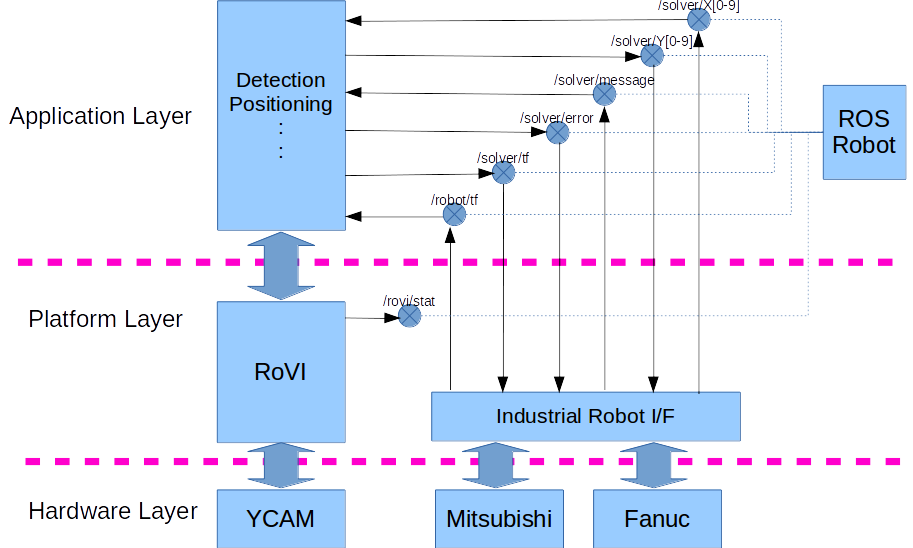 /solver/X[0-9]
/solver/Y[0-9]
Detection
Positioning
:
:
/solver/message
Application Layer
/solver/error
ROS
Robot
/solver/tf
/robot/tf
/rovi/stat
Platform Layer
RoVI
Industrial Robot I/F
Hardware Layer
YCAM
Mitsubishi
Fanuc